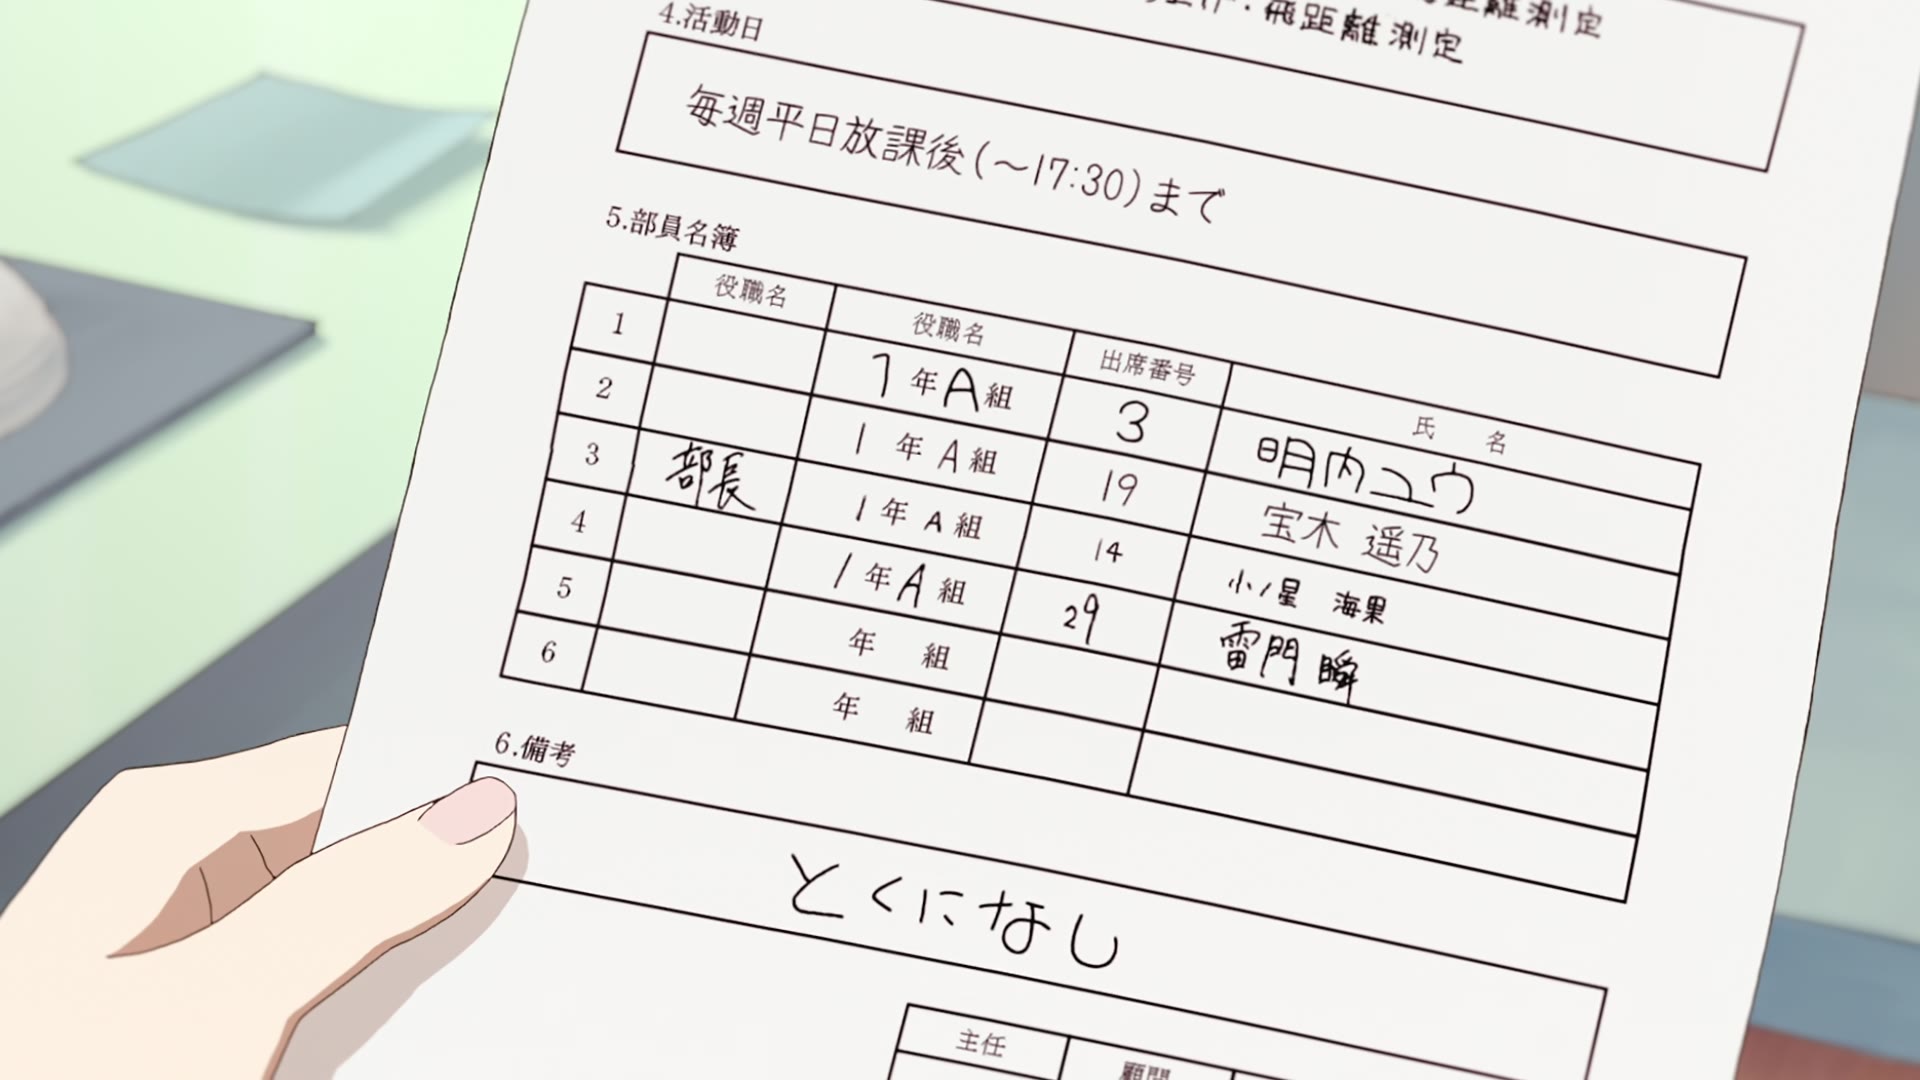 距離測定
・飛距離測定
4.活動日
毎週平日放課後(～17:30)まで
5.部員名簿
役職名 役職名 出席番号 氏 名
1 1年A組 3 明内ユウ
2 1年A組 19 宝木 遥乃
3 部長 1年A組 14 小ノ星 海果
4 1年A組 29 雷門 瞬
5 年 組
6 年 組
6.備考
とくになし
主任
顧問